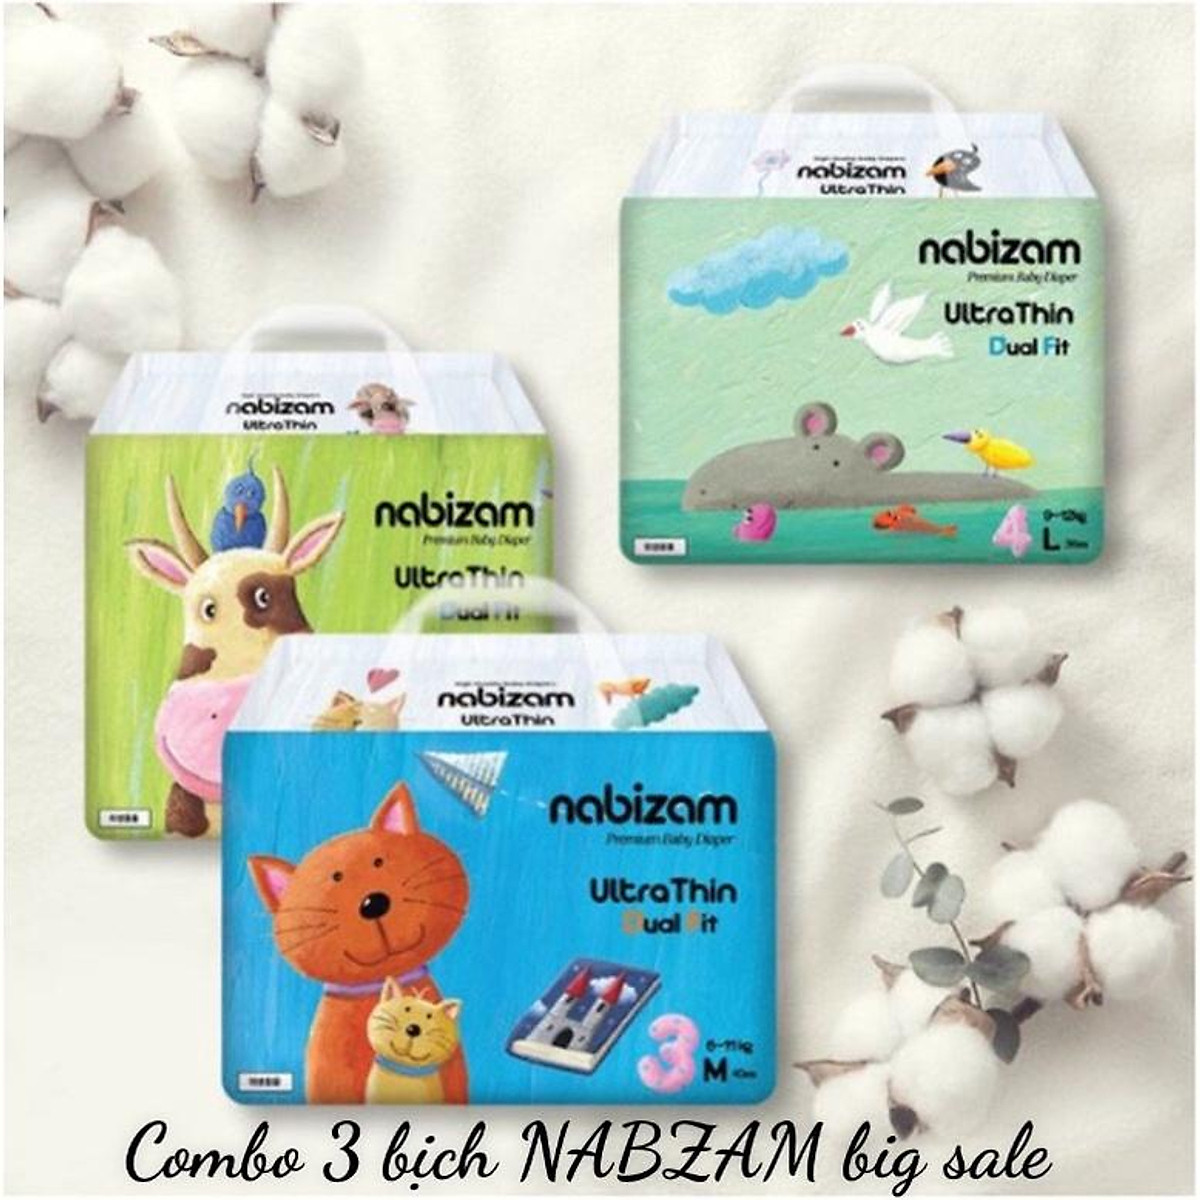 nabizam
UltraThin
nabizam
Premium Baby Diaper
UltraThin
Dual Fit
4
9~13kg
L
nabizam
UltraThin
nabizam
Premium Baby Diaper
UltraThin
Dual Fit
nabizam
UltraThin
nabizam
Premium Baby Diaper
UltraThin
Dual Fit
3
6~11kg
M
Combo 3 bịch NABZAM big sale